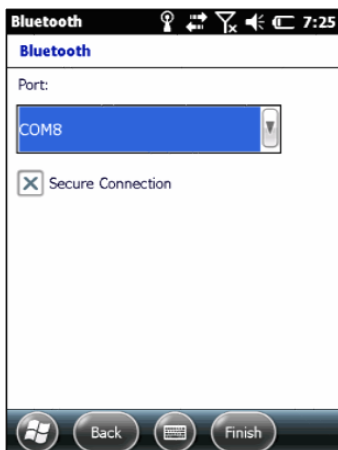 Bluetooth 7:25
Bluetooth
Port:
COM8
Secure Connection
Back Finish